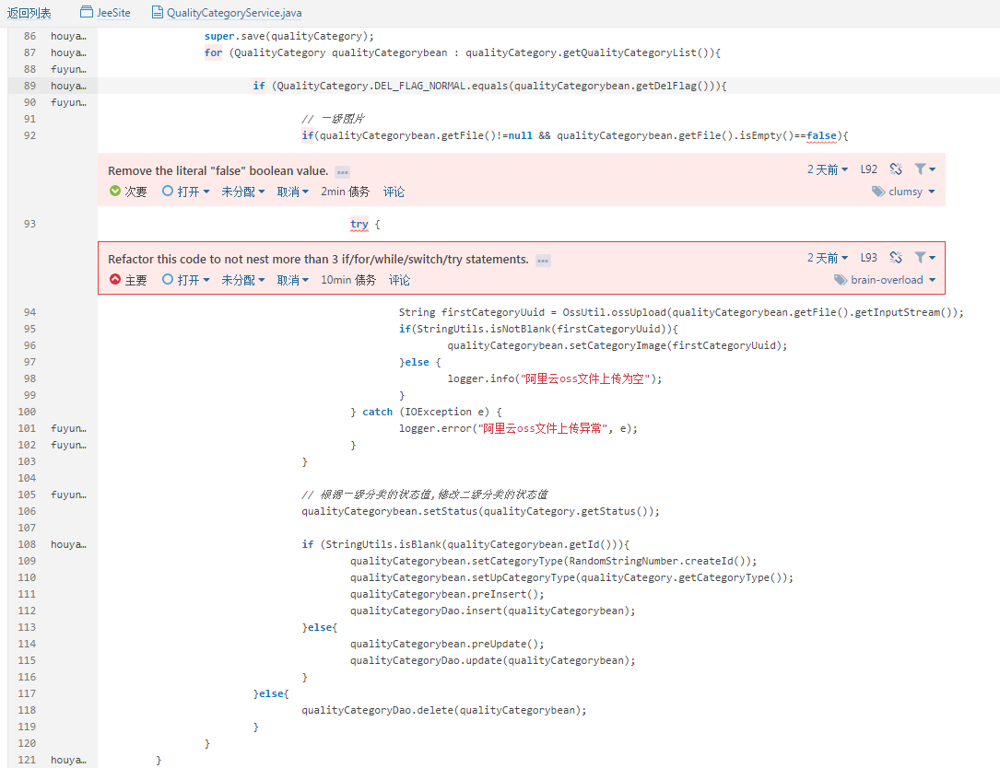 返回列表 JeeSite QualityCategoryService.java
86 houya… super.save(qualityCategory);
87 houya… for (QualityCategory qualityCategorybean : qualityCategory.getQualityCategoryList()){
88 fuyun…
89 houya… if (QualityCategory.DEL_FLAG_NORMAL.equals(qualityCategorybean.getDelFlag())){
90 fuyun…
91 // 一级图片
92 if(qualityCategorybean.getFile()!=null && qualityCategorybean.getFile().isEmpty()==false){
Remove the literal "false" boolean value. … 2 天前 L92
次要 打开 未分配 取消 2min 债务 评论 clumsy
93 try {
Refactor this code to not nest more than 3 if/for/while/switch/try statements. … 2 天前 L93
主要 打开 未分配 取消 10min 债务 评论 brain-overload
94 String firstCategoryUuid = OssUtil.ossUpload(qualityCategorybean.getFile().getInputStream());
95 if(StringUtils.isNotBlank(firstCategoryUuid)){
96 qualityCategorybean.setCategoryImage(firstCategoryUuid);
97 }else {
98 logger.info("阿里云oss文件上传为空");
99 }
100 } catch (IOException e) {
101 fuyun… logger.error("阿里云oss文件上传异常", e);
102 fuyun… }
103 }
104
105 fuyun… // 根据一级分类的状态值,修改二级分类的状态值
106 qualityCategorybean.setStatus(qualityCategory.getStatus());
107
108 houya… if (StringUtils.isBlank(qualityCategorybean.getId())){
109 qualityCategorybean.setCategoryType(RandomStringNumber.createId());
110 qualityCategorybean.setUpCategoryType(qualityCategory.getCategoryType());
111 qualityCategorybean.preInsert();
112 qualityCategoryDao.insert(qualityCategorybean);
113 }else{
114 qualityCategorybean.preUpdate();
115 qualityCategoryDao.update(qualityCategorybean);
116 }
117 }else{
118 qualityCategoryDao.delete(qualityCategorybean);
119 }
120 }
121 houya… }